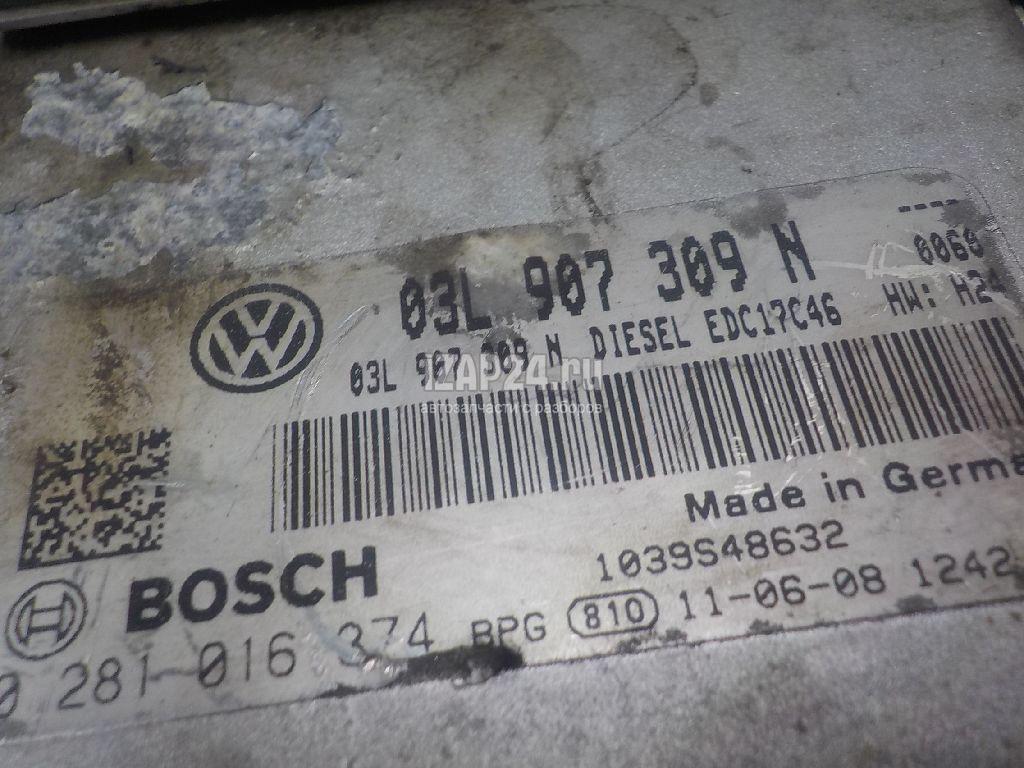 ----
03L 907 309 N
0060
03L 907 309 N DIESEL EDC17C46 HW: H24
1ZAP24.ru
автозапчасти с разборов
Made in Germa
BOSCH
1039S48632
0 281 016 374 BPG 810 11-06-08 1242